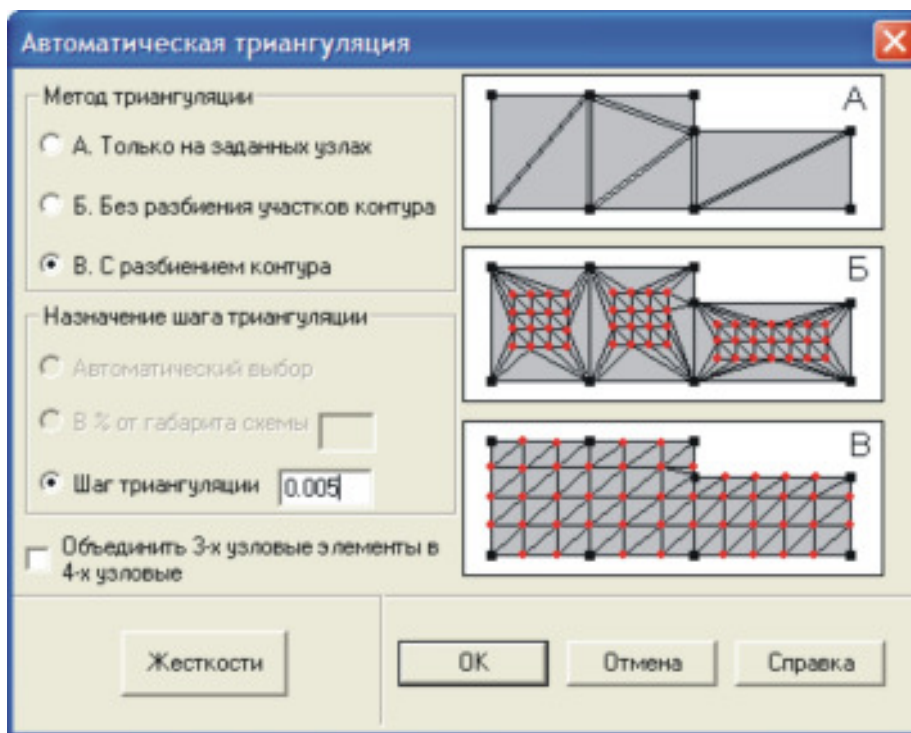 Автоматическая триангуляция
Метод триангуляции
А. Только на заданных узлах
Б. Без разбиения участков контура
В. С разбиением контура
Назначение шага триангуляции
Автоматический выбор
В % от габарита схемы
Шаг триангуляции 0.005
Объединить 3-х узловые элементы в
4-х узловые
А
Б
В
Жесткости
ОК
Отмена
Справка